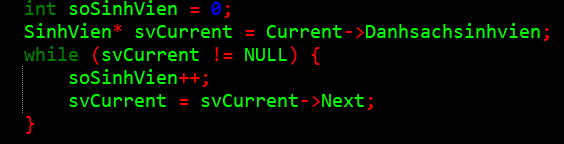 int soSinhVien = 0;
SinhVien* svCurrent = Current->Danhsachsinhvien;
while (svCurrent != NULL) {
    soSinhVien++;
    svCurrent = svCurrent->Next;
}